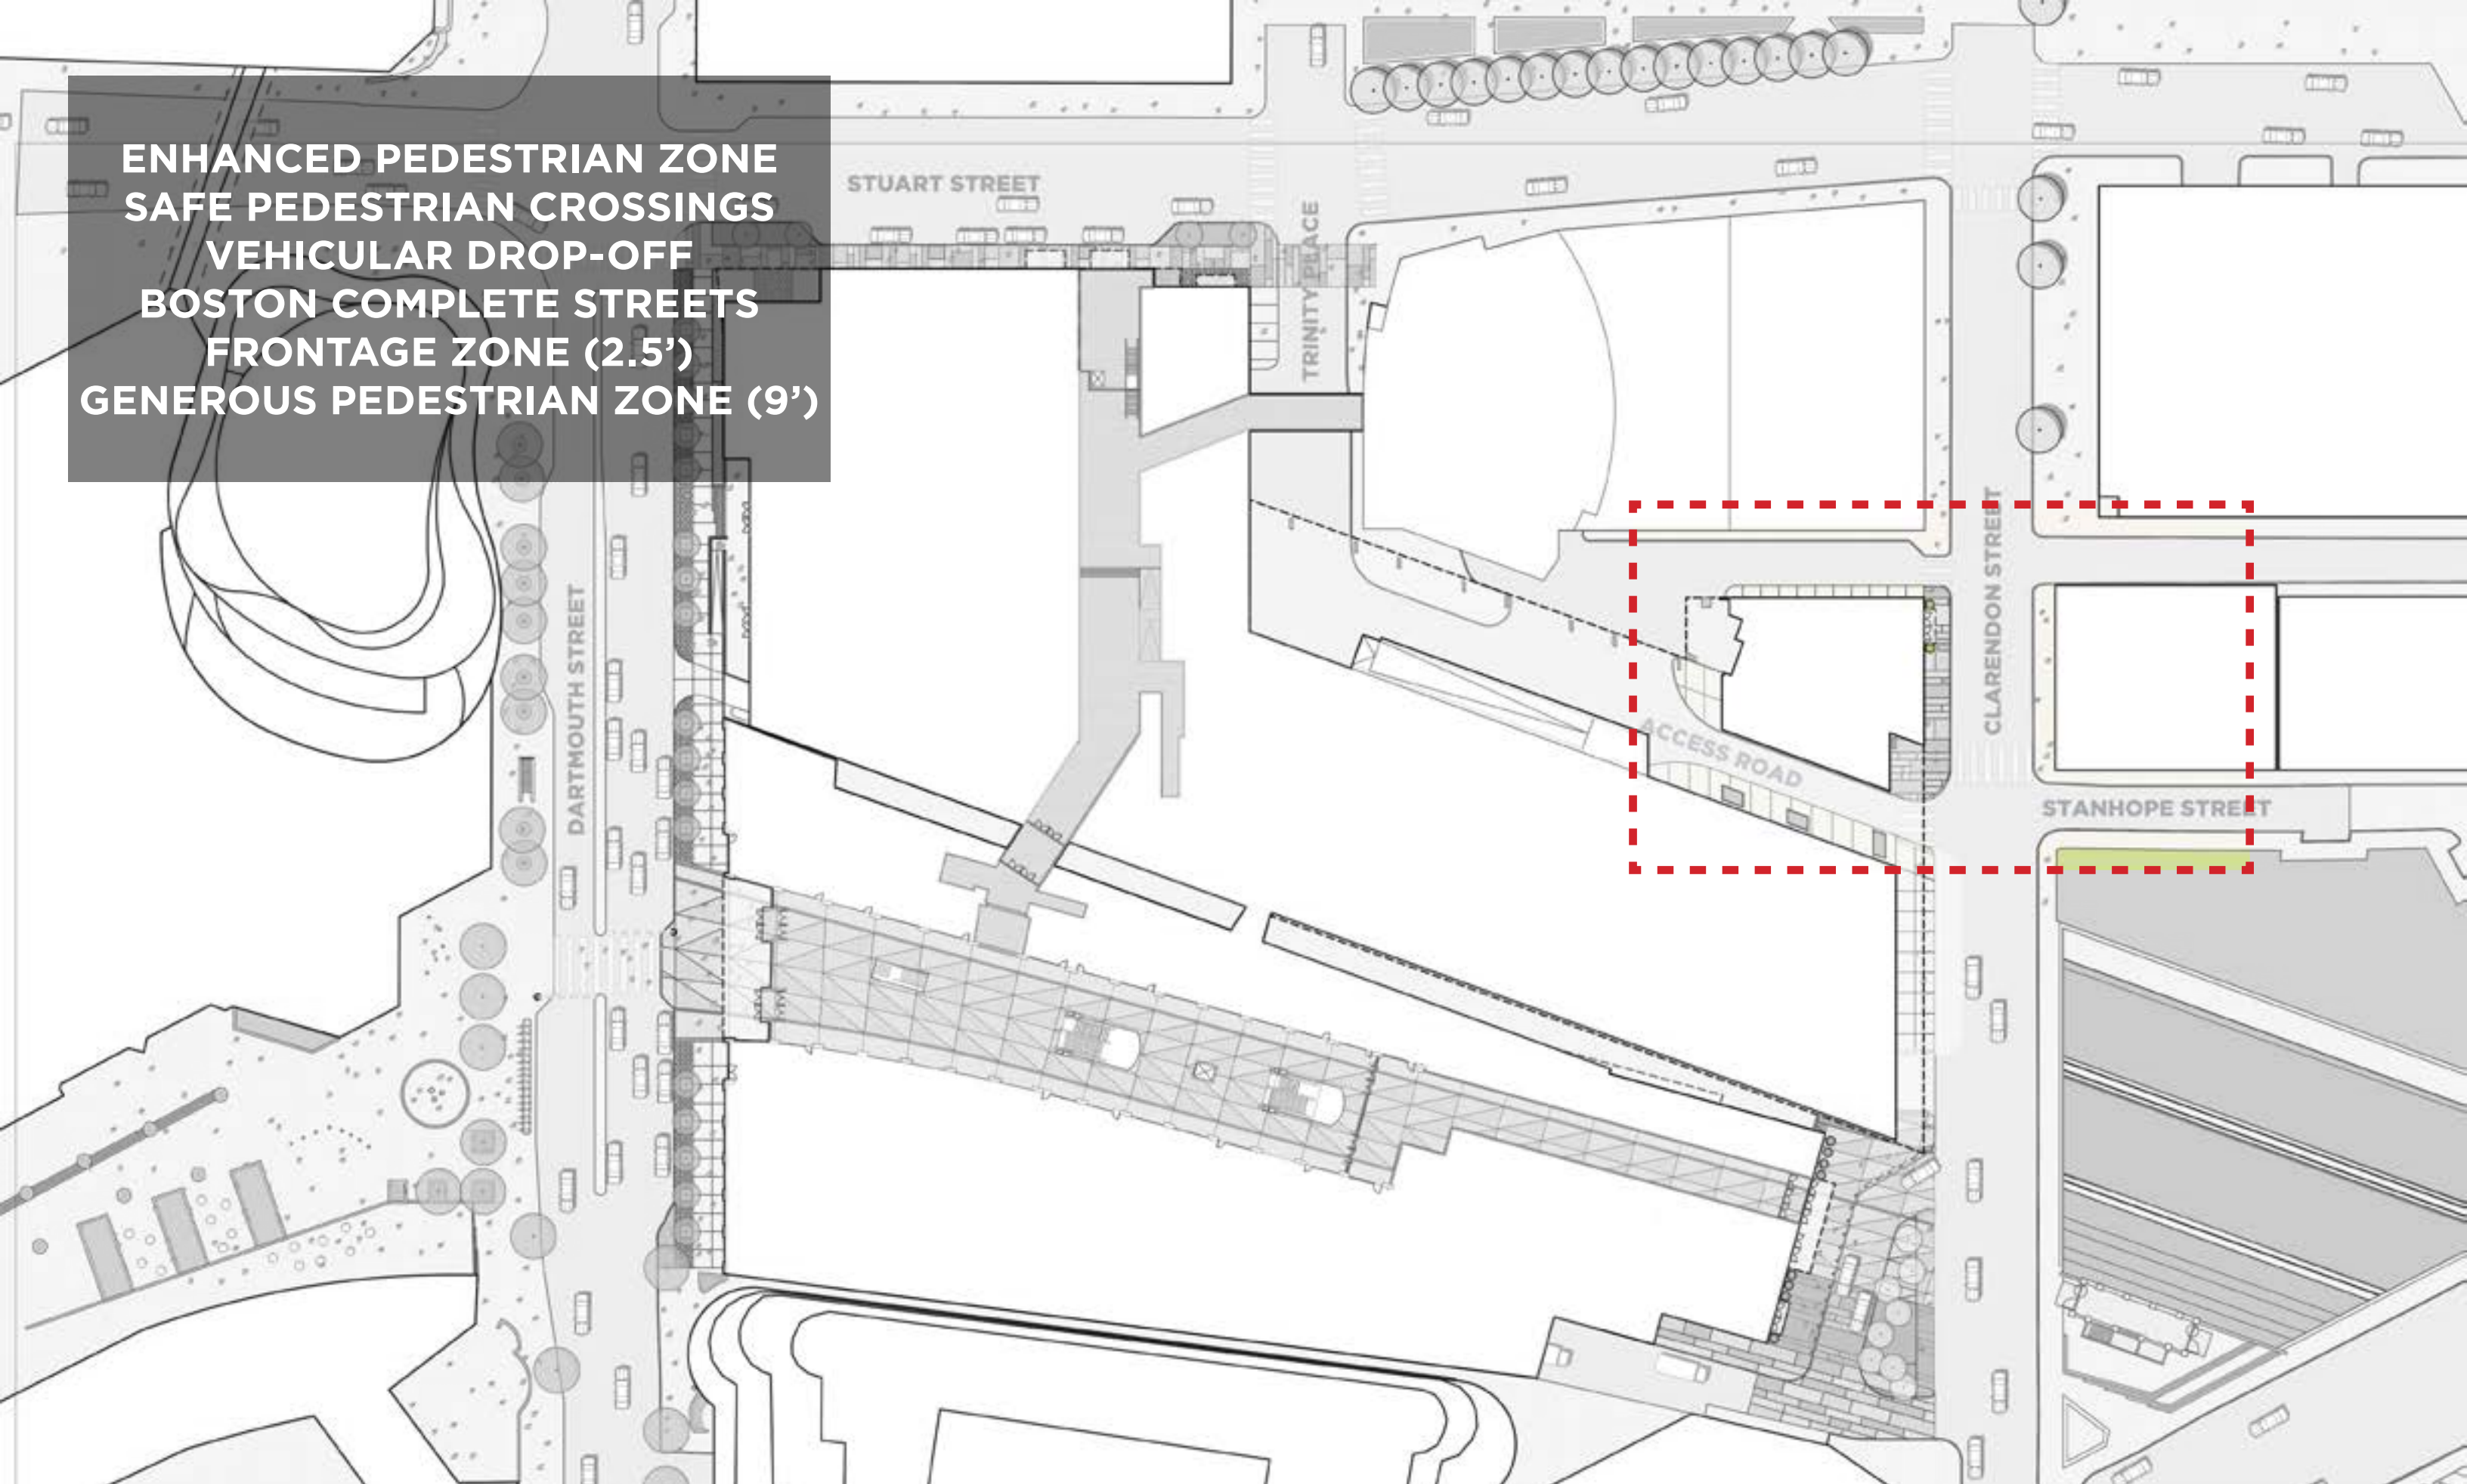 ENHANCED PEDESTRIAN ZONE
SAFE PEDESTRIAN CROSSINGS
VEHICULAR DROP-OFF
BOSTON COMPLETE STREETS
FRONTAGE ZONE (2.5’)
GENEROUS PEDESTRIAN ZONE (9’)
STUART STREET
TRINITY PLACE
DARTMOUTH STREET
CLARENDON STREET
ACCESS ROAD
STANHOPE STREET